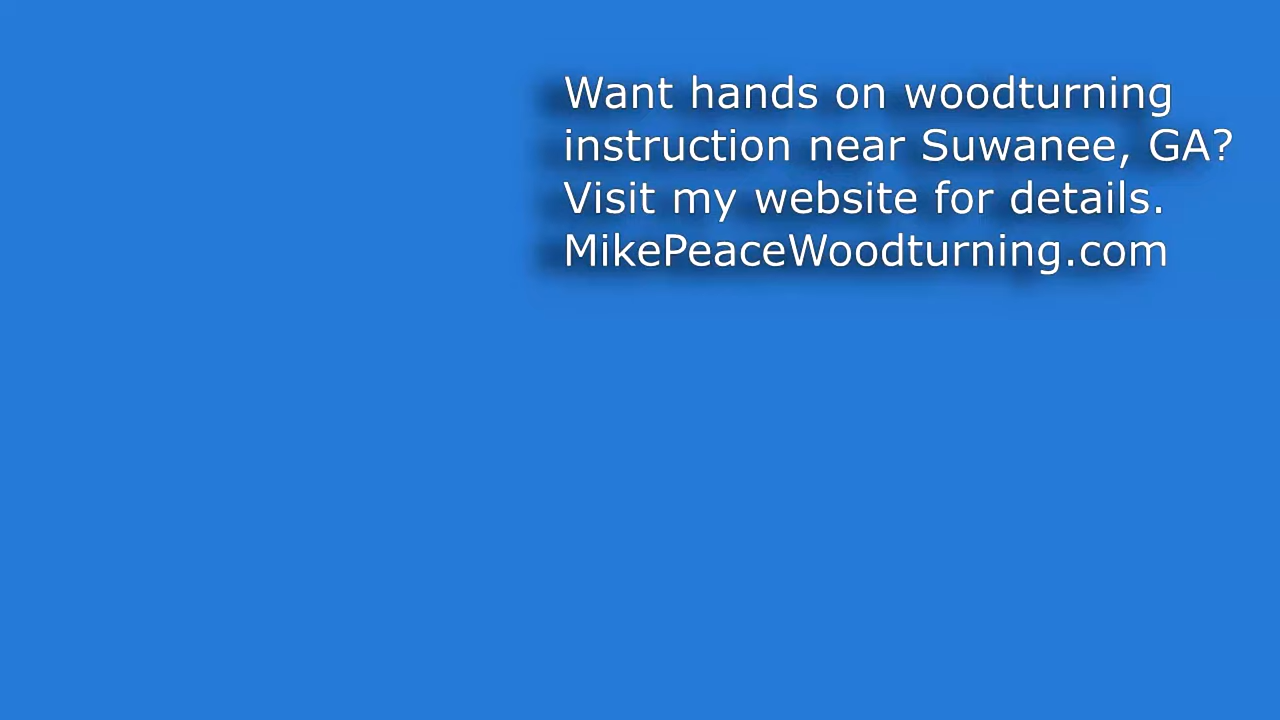 Want hands on woodturning
instruction near Suwanee, GA?
Visit my website for details.
MikePeaceWoodturning.com